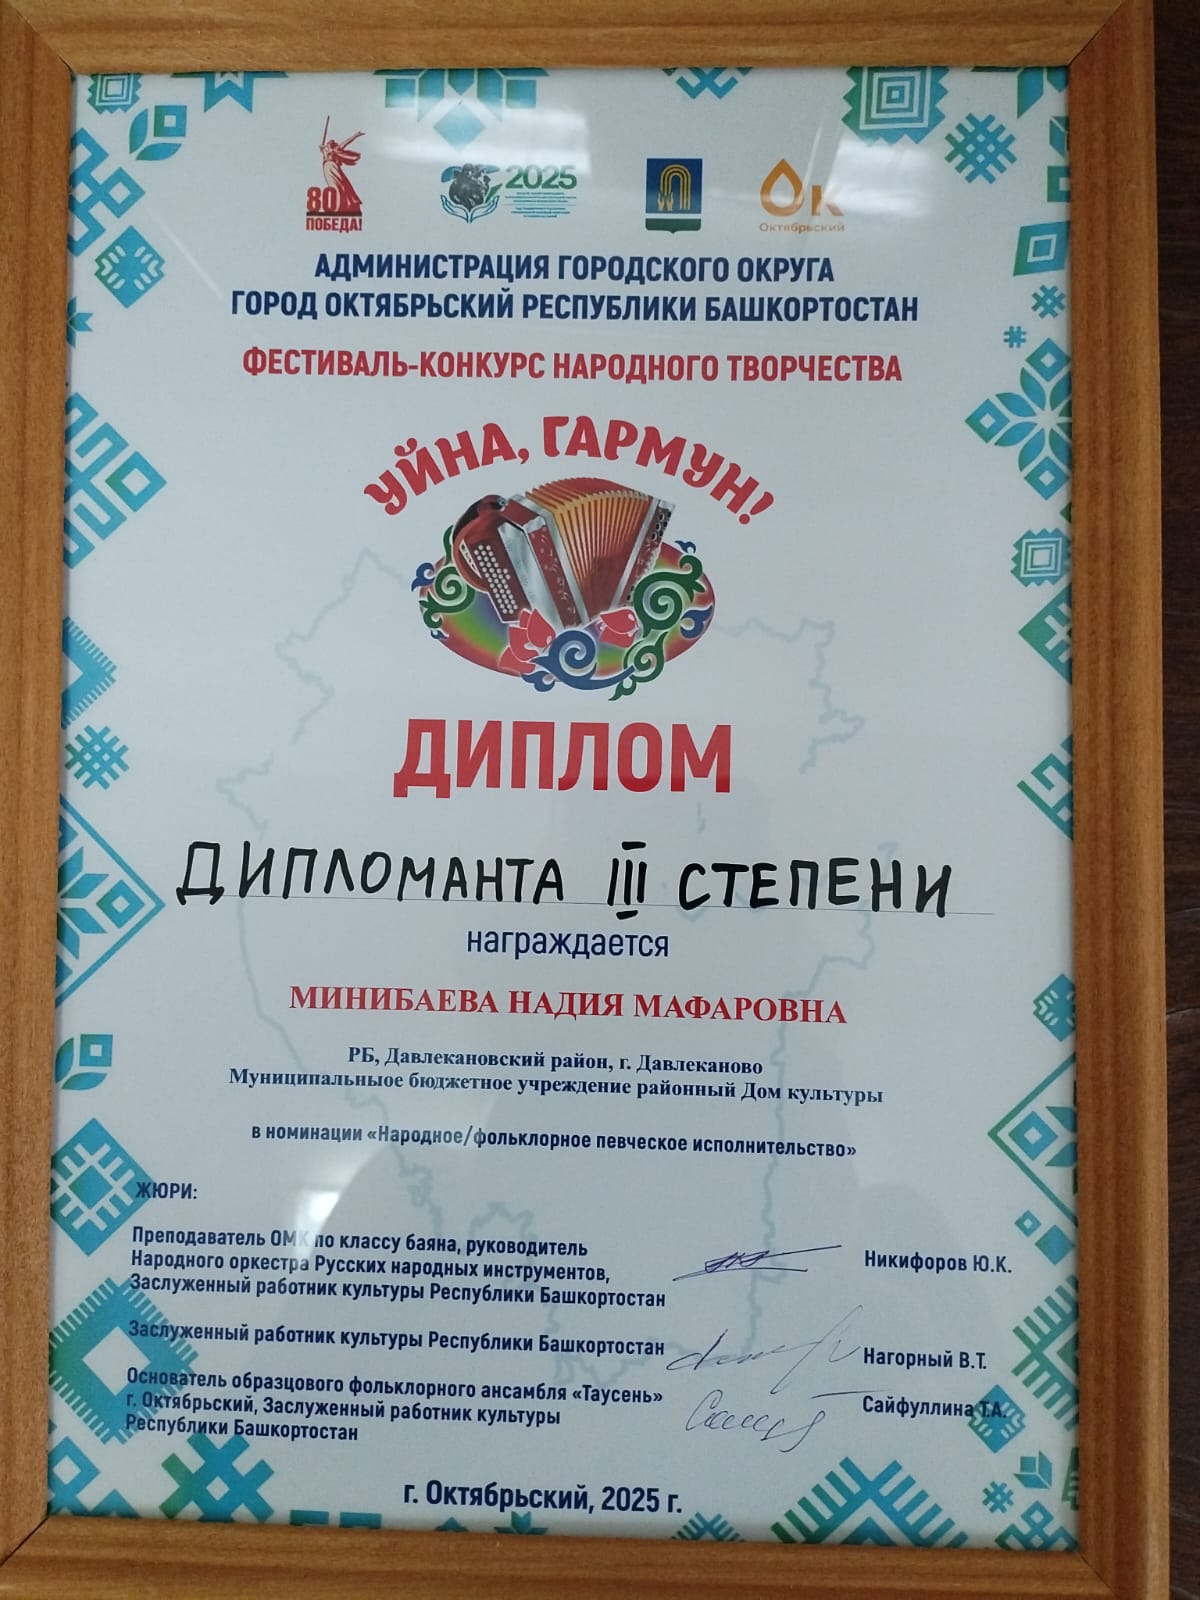 80
ПОБЕДА!
2025
ОК
Октябрьский
АДМИНИСТРАЦИЯ ГОРОДСКОГО ОКРУГА
ГОРОД ОКТЯБРЬСКИЙ РЕСПУБЛИКИ БАШКОРТОСТАН
ФЕСТИВАЛЬ-КОНКУРС НАРОДНОГО ТВОРЧЕСТВА
УЙНА, ГАРМУН!
ДИПЛОМ
ДИПЛОМАНТА III СТЕПЕНИ
награждается
МИНИБАЕВА НАДИЯ МАФАРОВНА
РБ, Давлекановский район, г. Давлеканово
Муниципальныое бюджетное учреждение районный Дом культуры
в номинации «Народное/фольклорное певческое исполнительство»
ЖЮРИ:
Преподаватель ОМК по классу баяна, руководитель
Народного оркестра Русских народных инструментов,
Заслуженный работник культуры Республики Башкортостан
Никифоров Ю.К.
Заслуженный работник культуры Республики Башкортостан
Нагорный В.Т.
Основатель образцового фольклорного ансамбля «Таусень»
г. Октябрьский, Заслуженный работник культуры
Республики Башкортостан
Сайфуллина Т.А.
г. Октябрьский, 2025 г.